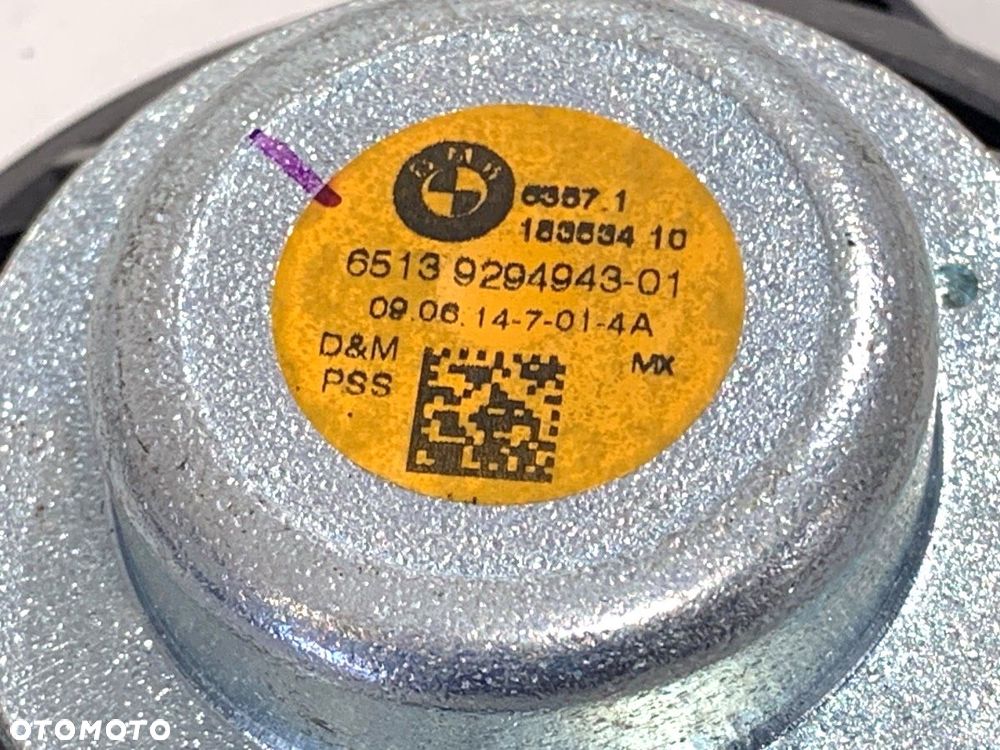 BMW
6357.1
183534 10
6513 9294943-01
09.06.14-7-01-4A
D&M
MX
PSS
OTOMOTO